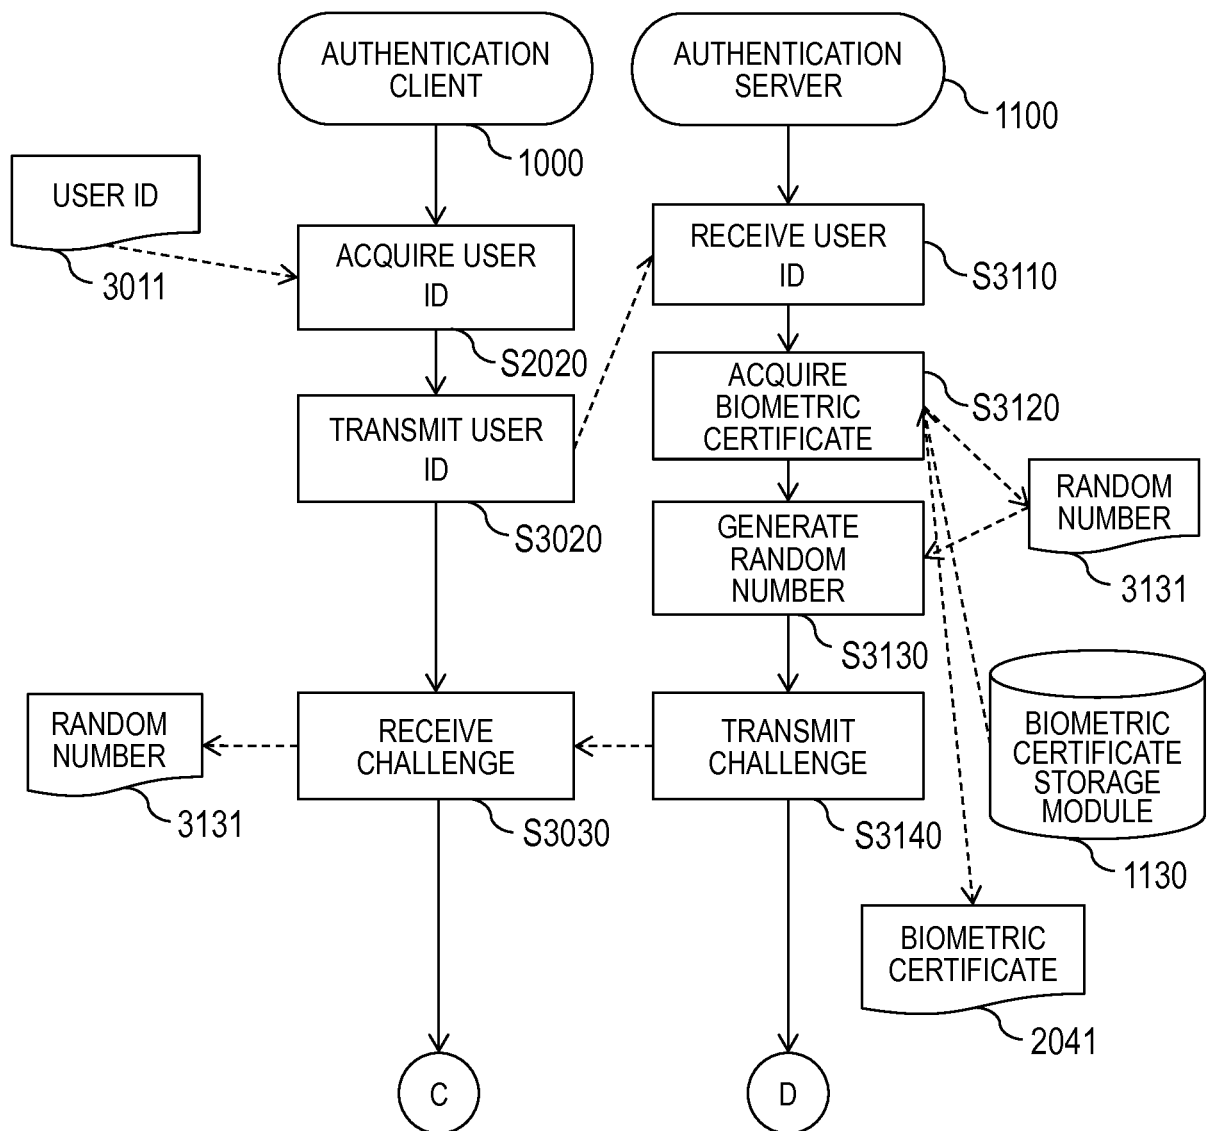 AUTHENTICATION
CLIENT
1000
AUTHENTICATION
SERVER
1100
USER ID
3011
ACQUIRE USER
ID
S2020
RECEIVE USER
ID
S3110
TRANSMIT USER
ID
S3020
ACQUIRE
BIOMETRIC
CERTIFICATE
S3120
GENERATE
RANDOM
NUMBER
S3130
RANDOM
NUMBER
3131
RANDOM
NUMBER
3131
RECEIVE
CHALLENGE
S3030
TRANSMIT
CHALLENGE
S3140
BIOMETRIC
CERTIFICATE
STORAGE
MODULE
1130
BIOMETRIC
CERTIFICATE
2041
C
D